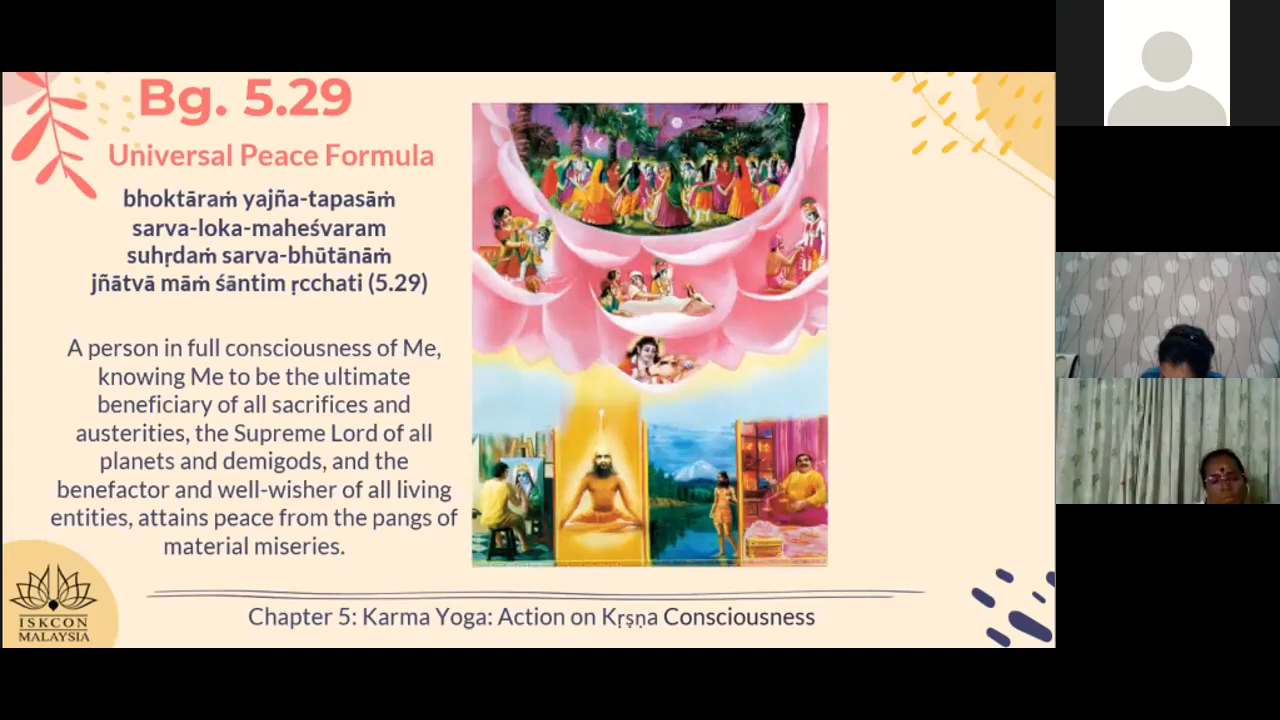 Bg. 5.29
Universal Peace Formula
bhoktāraṁ yajña-tapasāṁ
sarva-loka-maheśvaram
suhṛdaṁ sarva-bhūtānāṁ
jñātvā māṁ śāntim ṛcchati (5.29)
A person in full consciousness of Me,
knowing Me to be the ultimate
beneficiary of all sacrifices and
austerities, the Supreme Lord of all
planets and demigods, and the
benefactor and well-wisher of all living
entities, attains peace from the pangs of
material miseries.
ISKCON
MALAYSIA
Chapter 5: Karma Yoga: Action on Kṛṣṇa Consciousness